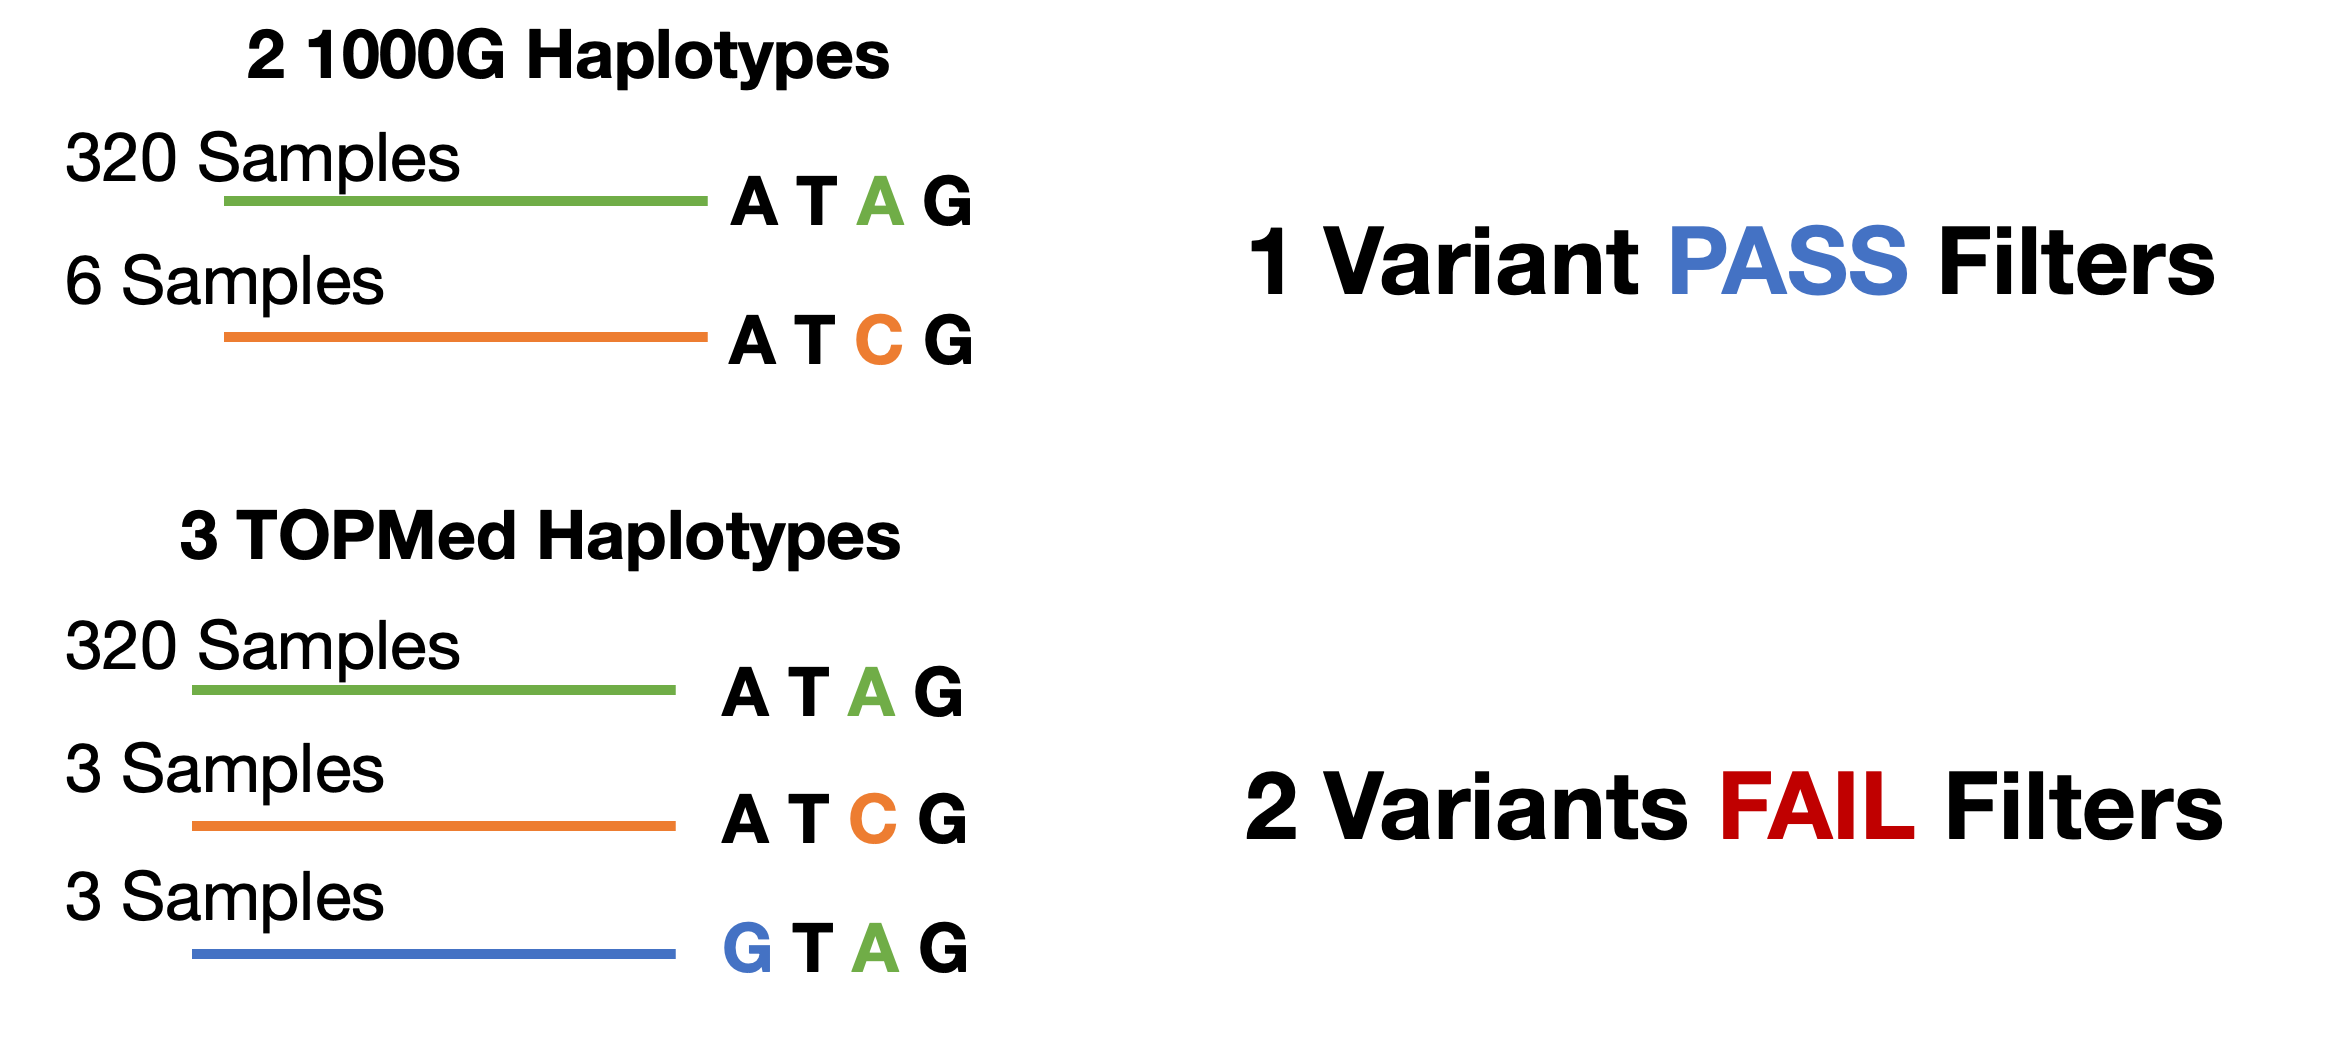 2 1000G Haplotypes
320 Samples
A T A G
6 Samples
A T C G
1 Variant PASS Filters
3 TOPMed Haplotypes
320 Samples
A T A G
3 Samples
A T C G
3 Samples
G T A G
2 Variants FAIL Filters